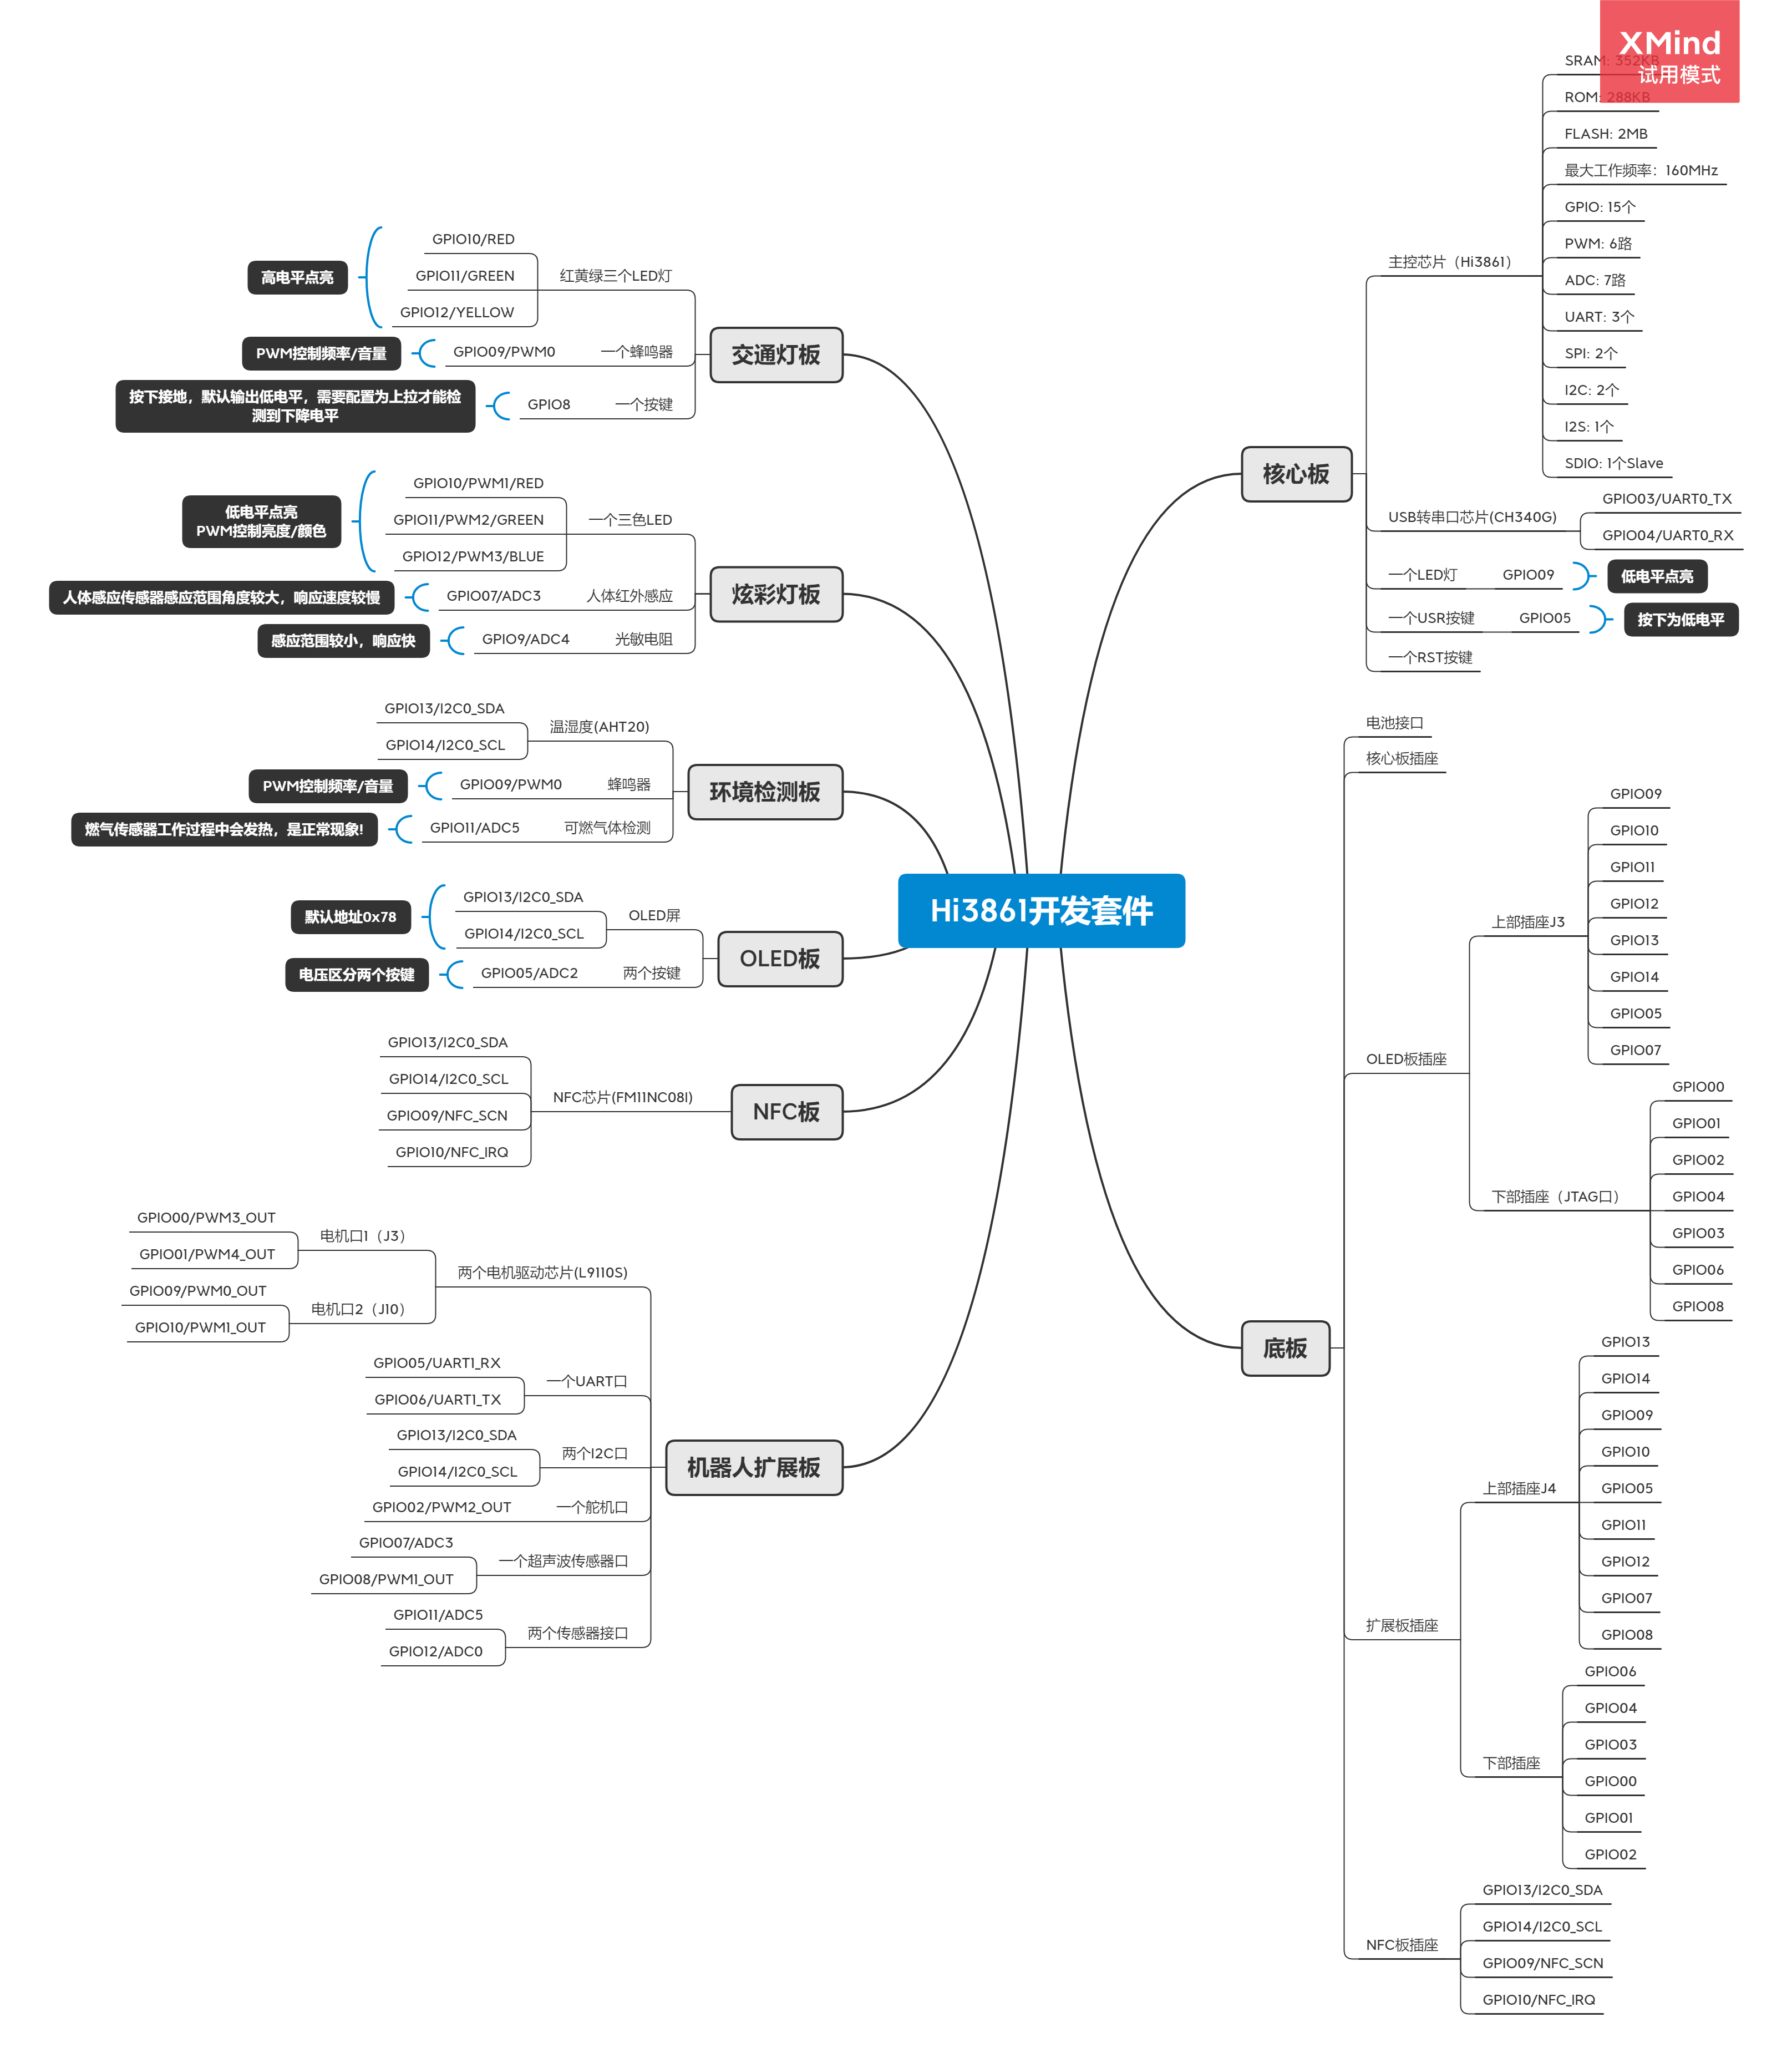 XMind
试用模式
Hi3861开发套件
核心板
主控芯片（Hi3861）
SRAM: 352KB
ROM: 288KB
FLASH: 2MB
最大工作频率：160MHz
GPIO: 15个
PWM: 6路
ADC: 7路
UART: 3个
SPI: 2个
I2C: 2个
I2S: 1个
SDIO: 1个Slave
USB转串口芯片(CH340G)
GPIO03/UART0_TX
GPIO04/UART0_RX
一个LED灯
GPIO09
低电平点亮
一个USR按键
GPIO05
按下为低电平
一个RST按键
底板
电池接口
核心板插座
OLED板插座
上部插座J3
GPIO09
GPIO10
GPIO11
GPIO12
GPIO13
GPIO14
GPIO05
GPIO07
下部插座（JTAG口）
GPIO00
GPIO01
GPIO02
GPIO04
GPIO03
GPIO06
GPIO08
扩展板插座
上部插座J4
GPIO13
GPIO14
GPIO09
GPIO10
GPIO05
GPIO11
GPIO12
GPIO07
GPIO08
下部插座
GPIO06
GPIO04
GPIO03
GPIO00
GPIO01
GPIO02
NFC板插座
GPIO13/I2C0_SDA
GPIO14/I2C0_SCL
GPIO09/NFC_SCN
GPIO10/NFC_IRQ
交通灯板
红黄绿三个LED灯
GPIO10/RED
GPIO11/GREEN
GPIO12/YELLOW
高电平点亮
一个蜂鸣器
GPIO09/PWM0
PWM控制频率/音量
一个按键
GPIO8
按下接地，默认输出低电平，需要配置为上拉才能检
测到下降电平
炫彩灯板
一个三色LED
GPIO10/PWM1/RED
GPIO11/PWM2/GREEN
GPIO12/PWM3/BLUE
低电平点亮
PWM控制亮度/颜色
人体红外感应
GPIO07/ADC3
人体感应传感器感应范围角度较大，响应速度较慢
光敏电阻
GPIO9/ADC4
感应范围较小，响应快
环境检测板
温湿度(AHT20)
GPIO13/I2C0_SDA
GPIO14/I2C0_SCL
蜂鸣器
GPIO09/PWM0
PWM控制频率/音量
可燃气体检测
GPIO11/ADC5
燃气传感器工作过程中会发热，是正常现象!
OLED板
OLED屏
GPIO13/I2C0_SDA
GPIO14/I2C0_SCL
默认地址0x78
两个按键
GPIO05/ADC2
电压区分两个按键
NFC板
NFC芯片(FM11NC08I)
GPIO13/I2C0_SDA
GPIO14/I2C0_SCL
GPIO09/NFC_SCN
GPIO10/NFC_IRQ
机器人扩展板
两个电机驱动芯片(L9110S)
电机口1（J3）
GPIO00/PWM3_OUT
GPIO01/PWM4_OUT
电机口2（J10）
GPIO09/PWM0_OUT
GPIO10/PWM1_OUT
一个UART口
GPIO05/UART1_RX
GPIO06/UART1_TX
两个I2C口
GPIO13/I2C0_SDA
GPIO14/I2C0_SCL
一个舵机口
GPIO02/PWM2_OUT
一个超声波传感器口
GPIO07/ADC3
GPIO08/PWM1_OUT
两个传感器接口
GPIO11/ADC5
GPIO12/ADC0